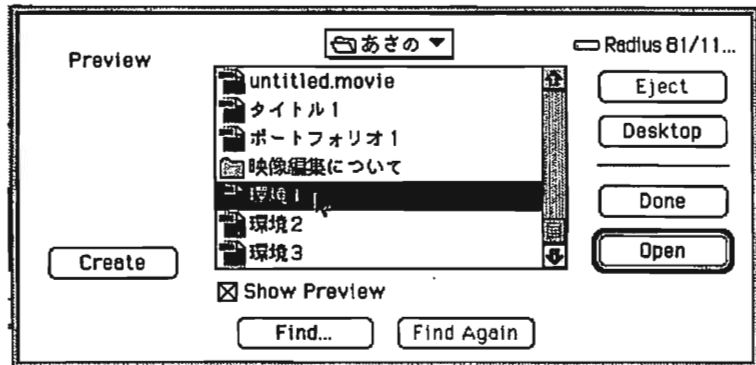 Preview
あさの
Radius 81/11...
untitled.movie
タイトル1
ポートフォリオ1
映像編集について
環境1
環境2
環境3
Eject
Desktop
Done
Open
Create
Show Preview
Find...
Find Again